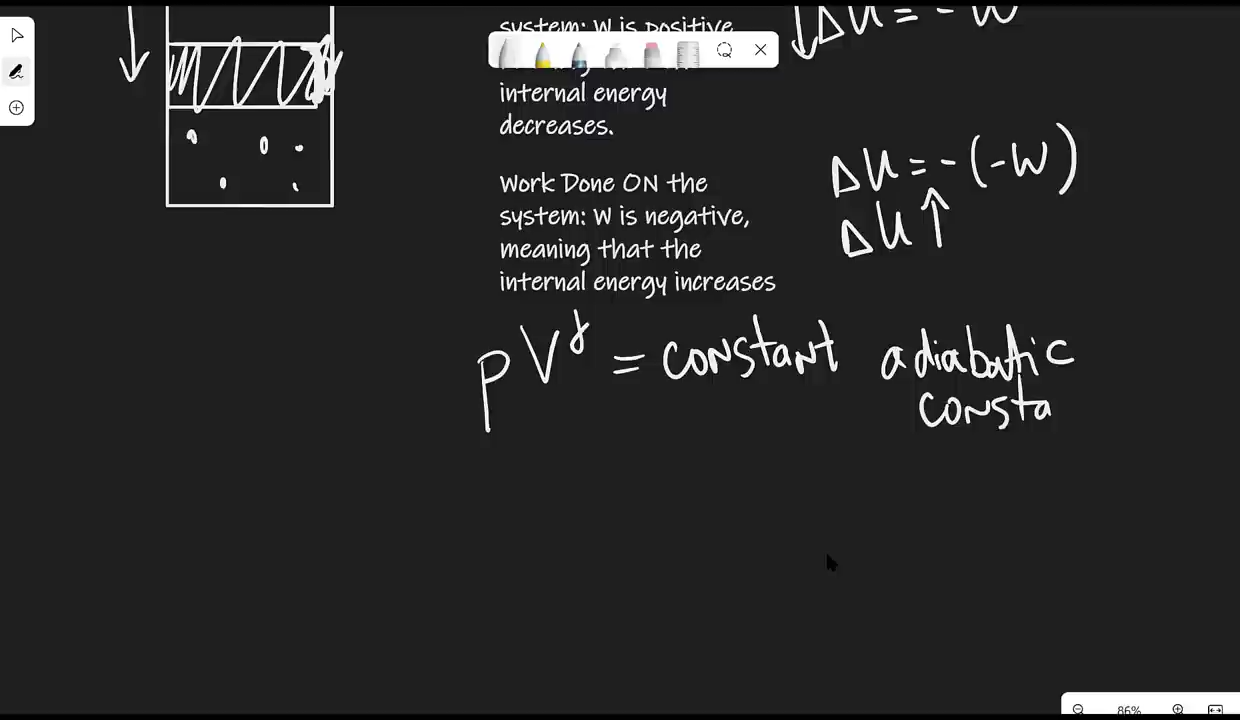 system: W is positive,
ΔU = - W
internal energy
decreases.
ΔU = - (-W)
Work Done ON the
system: W is negative,
ΔU ↑
meaning that the
internal energy increases
pV^γ = constant adiabatic
consta
86%